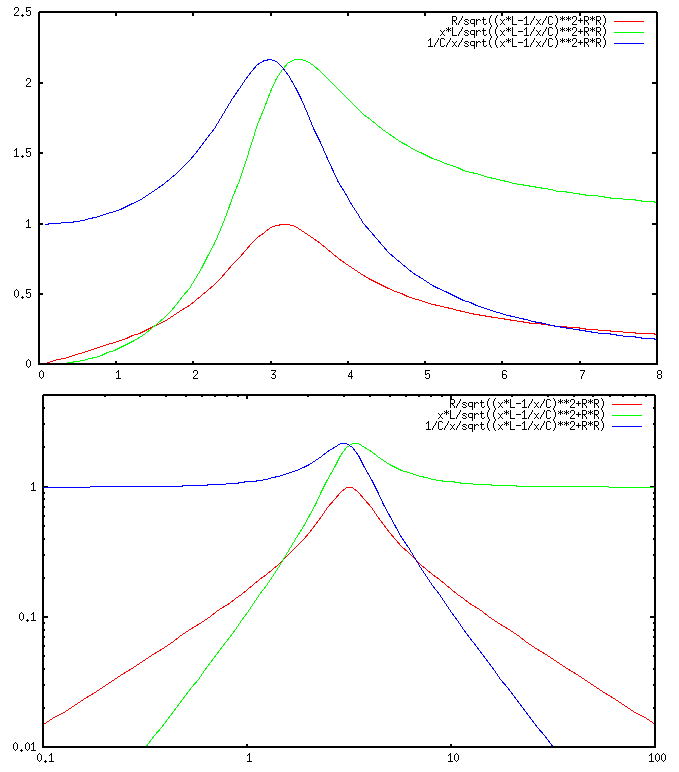 2.5
R/sqrt((x*L-1/x/C)**2+R*R)
x*L/sqrt((x*L-1/x/C)**2+R*R)
1/C/x/sqrt((x*L-1/x/C)**2+R*R)
2
1.5
1
0.5
0
0 1 2 3 4 5 6 7 8
R/sqrt((x*L-1/x/C)**2+R*R)
x*L/sqrt((x*L-1/x/C)**2+R*R)
1/C/x/sqrt((x*L-1/x/C)**2+R*R)
1
0.1
0.01
0.1 1 10 100